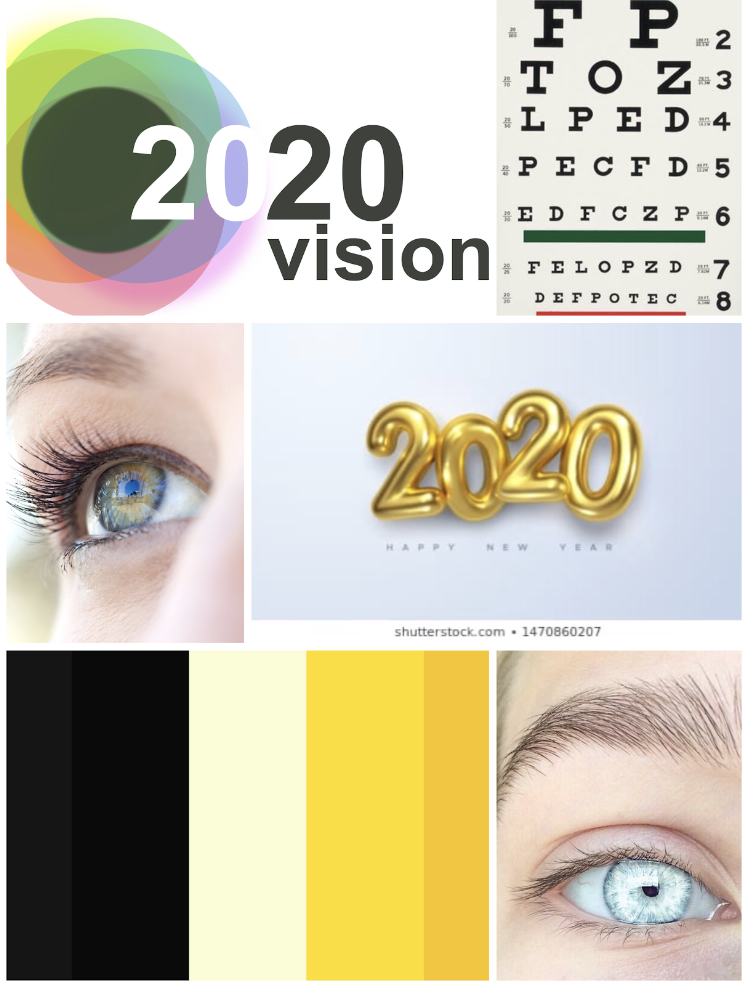 2020
vision
F P 2
T O Z 3
L P E D 4
P E C F D 5
E D F C Z P 6
F E L O P Z D 7
D E F P O T E C 8
2020
HAPPY NEW YEAR
shutterstock.com • 1470860207